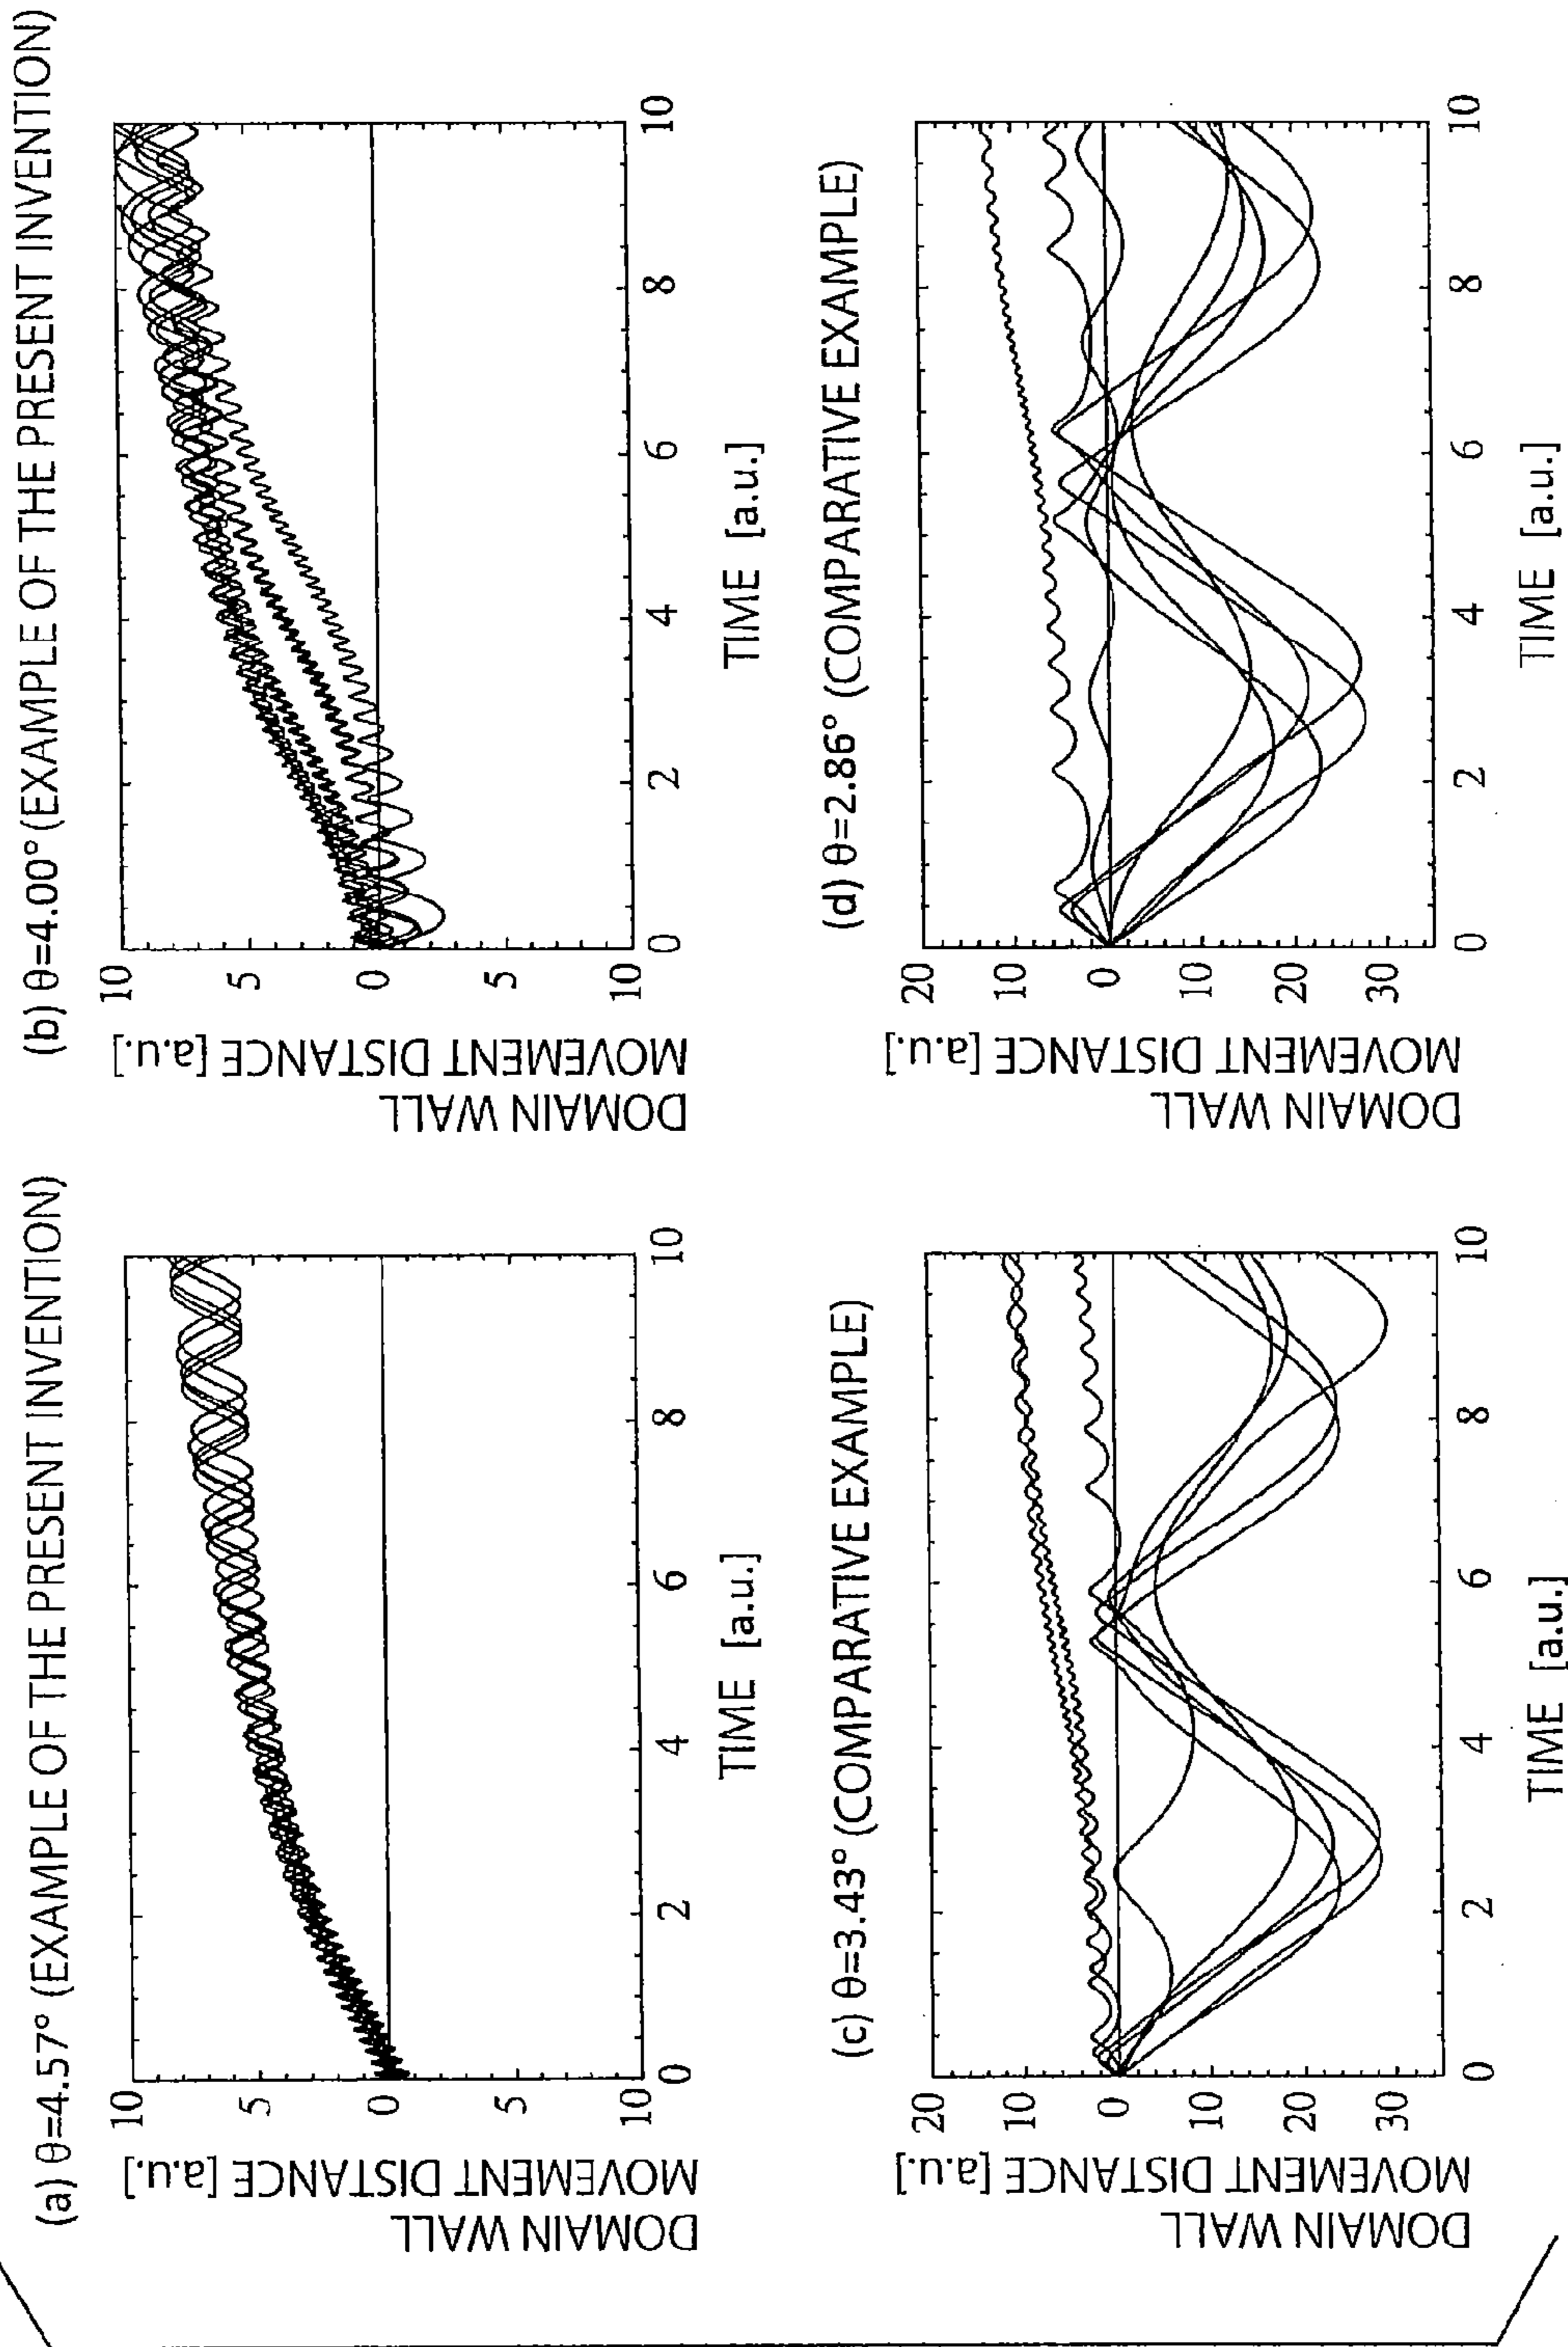 (a) θ=4.57° (EXAMPLE OF THE PRESENT INVENTION)
DOMAIN WALL
MOVEMENT DISTANCE [a.u.]
10
5
0
5
10
0 2 4 6 8 10
TIME [a.u.]
(b) θ=4.00° (EXAMPLE OF THE PRESENT INVENTION)
DOMAIN WALL
MOVEMENT DISTANCE [a.u.]
10
5
0
5
10
0 2 4 6 8 10
TIME [a.u.]
(c) θ=3.43° (COMPARATIVE EXAMPLE)
DOMAIN WALL
MOVEMENT DISTANCE [a.u.]
20
10
0
10
20
30
0 2 4 6 8 10
TIME [a.u.]
(d) θ=2.86° (COMPARATIVE EXAMPLE)
DOMAIN WALL
MOVEMENT DISTANCE [a.u.]
20
10
0
10
20
30
0 2 4 6 8 10
TIME [a.u.]